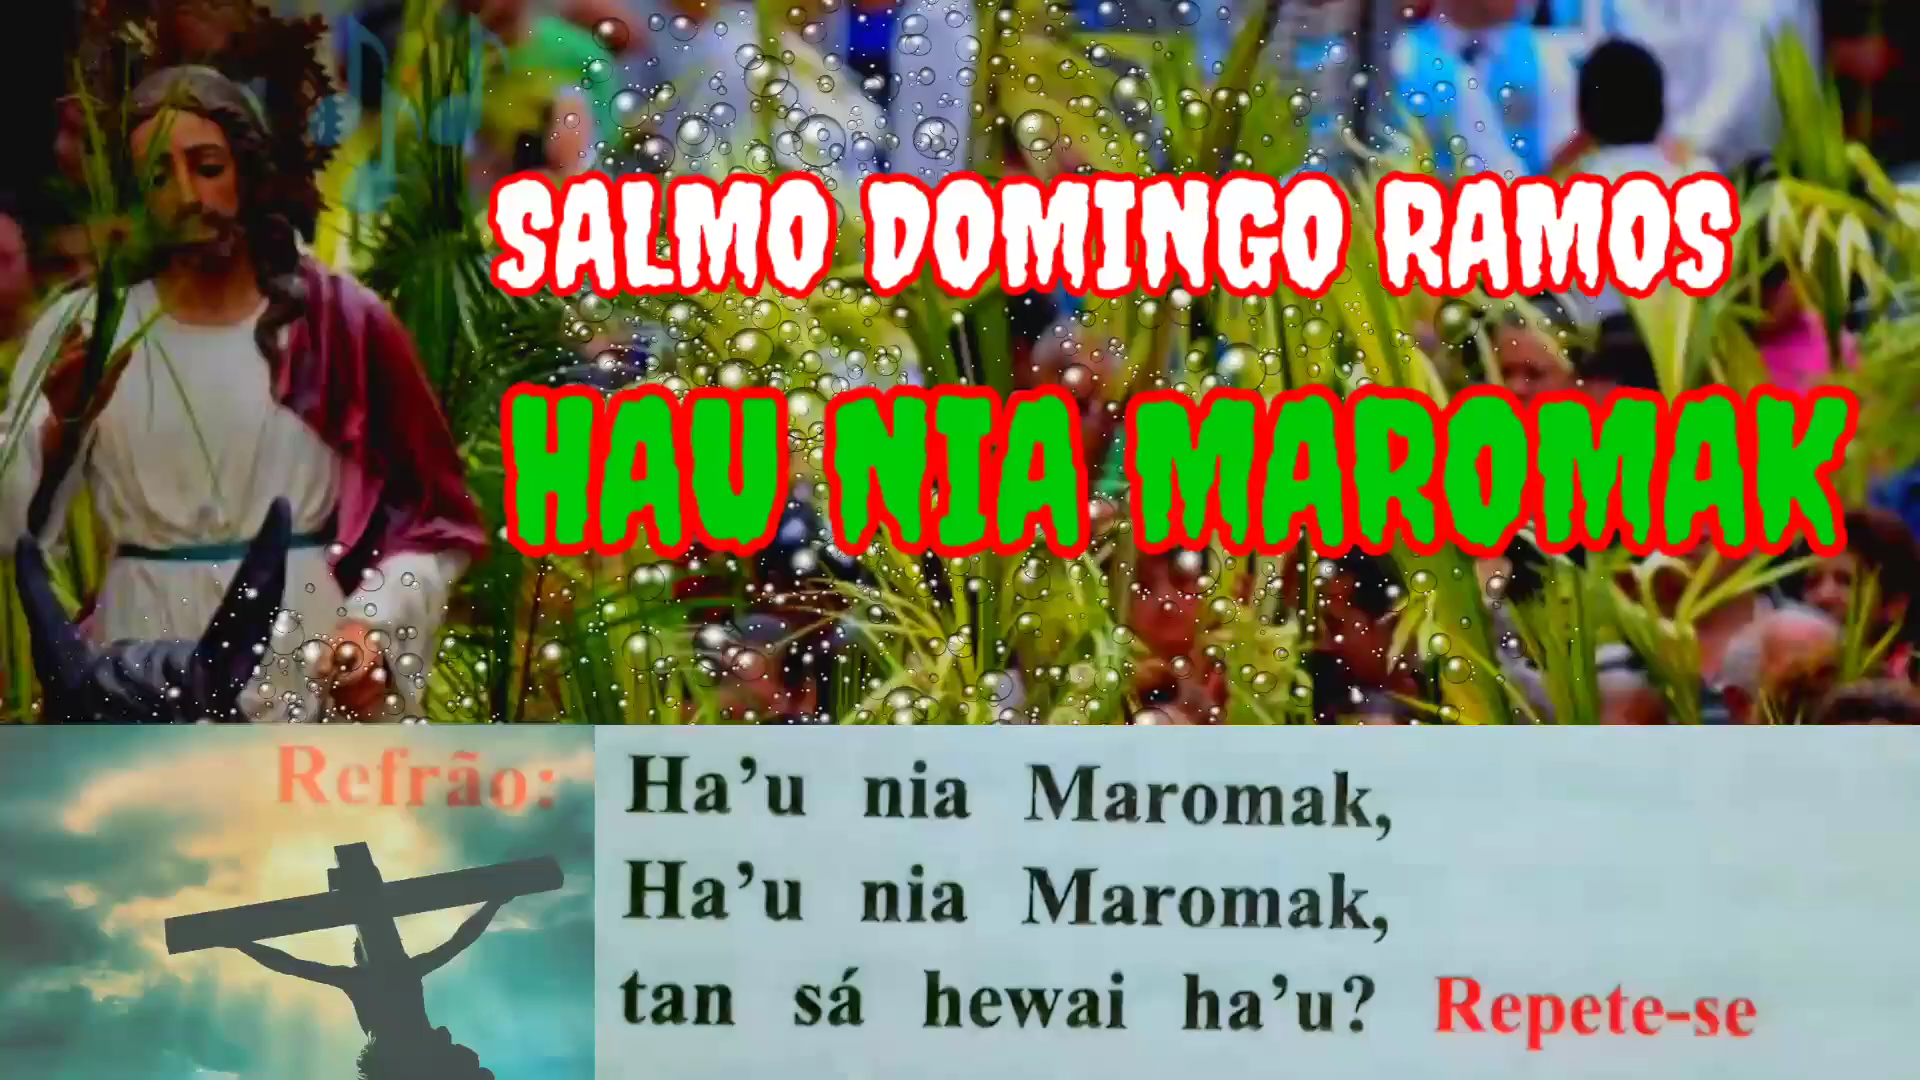 SALMO DOMINGO RAMOS
HAU NIA MAROMAK
Refrão: Ha’u nia Maromak,
Ha’u nia Maromak,
tan sá hewai ha’u? Repete-se